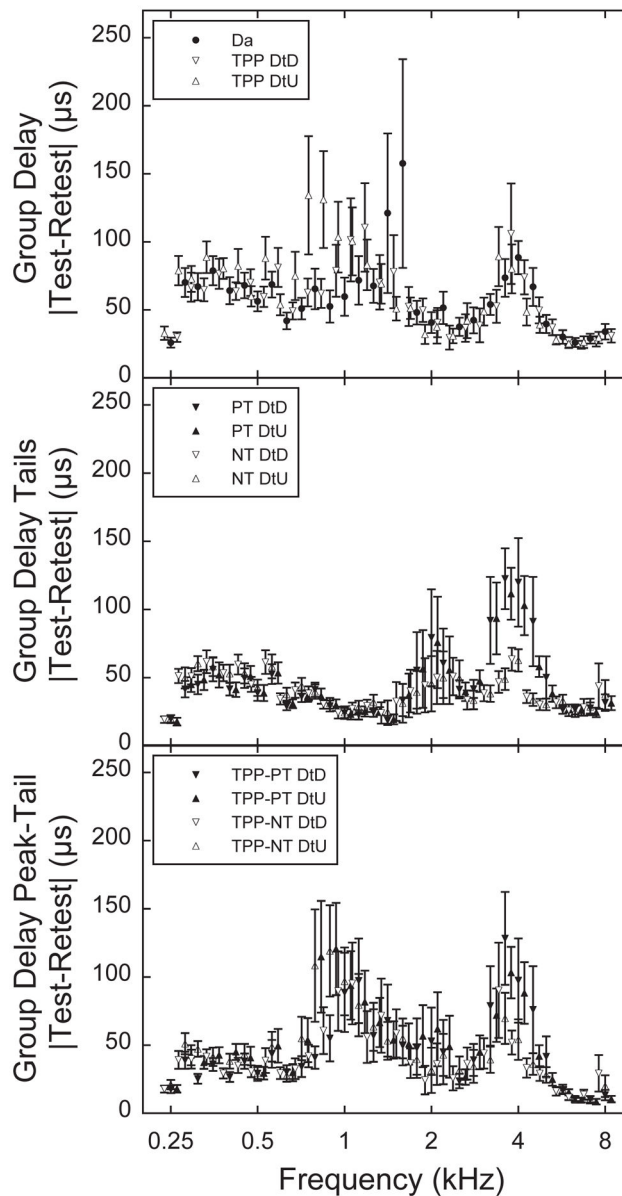 250
200
150
100
50
0
Group Delay
|Test-Retest| (µs)
Da
TPP DtD
TPP DtU
250
200
150
100
50
0
Group Delay Tails
|Test-Retest| (µs)
PT DtD
PT DtU
NT DtD
NT DtU
250
200
150
100
50
0
Group Delay Peak-Tail
|Test-Retest| (µs)
TPP-PT DtD
TPP-PT DtU
TPP-NT DtD
TPP-NT DtU
0.25 0.5 1 2 4 8
Frequency (kHz)